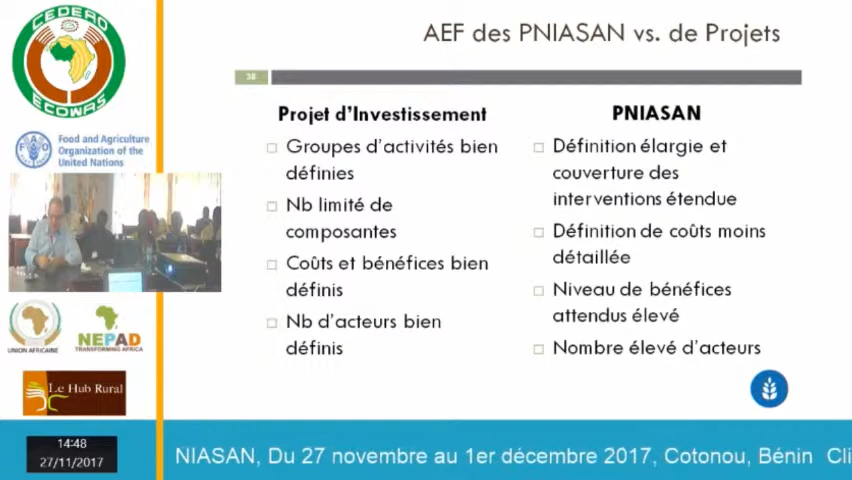 AEF des PNIASAN vs. de Projets
38
Projet d'Investissement
Groupes d'activités bien
définies
Nb limité de
composantes
Coûts et bénéfices bien
définis
Nb d'acteurs bien
définis
PNIASAN
Définition élargie et
couverture des
interventions étendue
Définition de coûts moins
détaillée
Niveau de bénéfices
attendus élevé
Nombre élevé d'acteurs
CEDEAO
ECOWAS
FAO
Food and Agriculture
Organization of the
United Nations
UNION AFRICAINE
NEPAD
TRANSFORMING AFRICA
Le Hub Rural
14:48
27/11/2017
NIASAN, Du 27 novembre au 1er décembre 2017, Cotonou, Bénin Cli